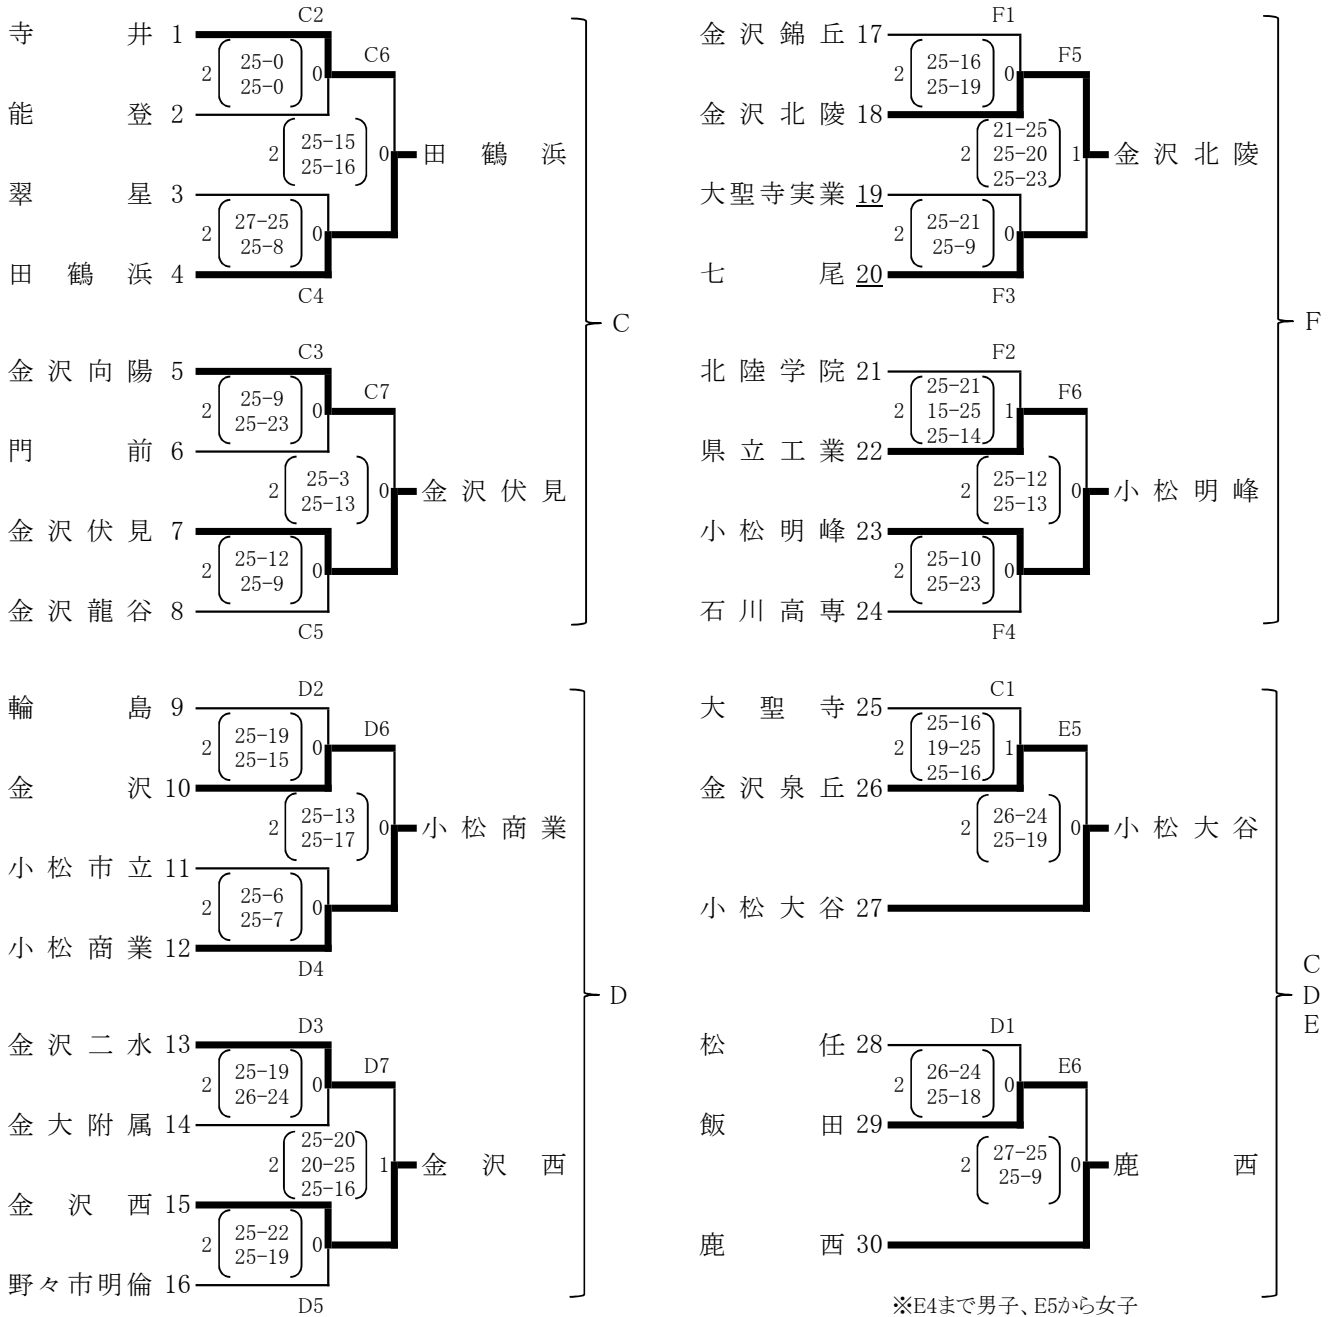 C2
寺井 1
2 25-0 0
25-0
C6
能登 2
2 25-15 0
25-16
田鶴浜
翠星 3
2 27-25 0
25-8
田鶴浜 4
C4
C
C3
金沢向陽 5
2 25-9 0
25-23
C7
門前 6
2 25-3 0
25-13
金沢伏見
金沢伏見 7
2 25-12 0
25-9
金沢龍谷 8
C5
D2
輪島 9
2 25-19 0
25-15
D6
金沢 10
2 25-13 0
25-17
小松商業
小松市立 11
2 25-6 0
25-7
小松商業 12
D4
D
D3
金沢二水 13
2 25-19 0
26-24
D7
金大附属 14
25-20
2 20-25 1
25-16
金沢西
金沢西 15
2 25-22 0
25-19
野々市明倫 16
D5
F1
金沢錦丘 17
2 25-16 0
25-19
F5
金沢北陵 18
21-25
2 25-20 1
25-23
金沢北陵
大聖寺実業 19
2 25-21 0
25-9
七尾 20
F3
F
F2
北陸学院 21
25-21
2 15-25 1
25-14
F6
県立工業 22
2 25-12 0
25-13
小松明峰
小松明峰 23
2 25-10 0
25-23
石川高専 24
F4
C1
大聖寺 25
25-16
2 19-25 1
25-16
E5
金沢泉丘 26
2 26-24 0
25-19
小松大谷
小松大谷 27
C
D
E
D1
松任 28
2 26-24 0
25-18
E6
飯田 29
2 27-25 0
25-9
鹿西
鹿西 30
※E4まで男子、E5から女子